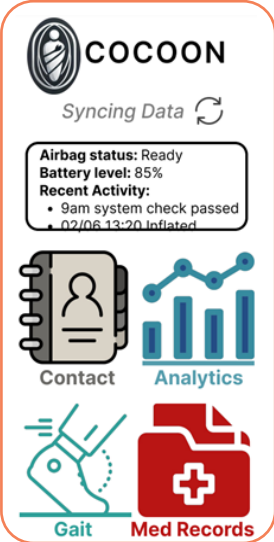 COCOON
Syncing Data
Airbag status: Ready
Battery level: 85%
Recent Activity:
• 9am system check passed
• 02/06 13:20 Inflated
Contact
Analytics
Gait
Med Records